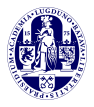 ACADEMIA LUGDUNO BATAVA
LIBERTATIS PRAESIDIUM
15 75